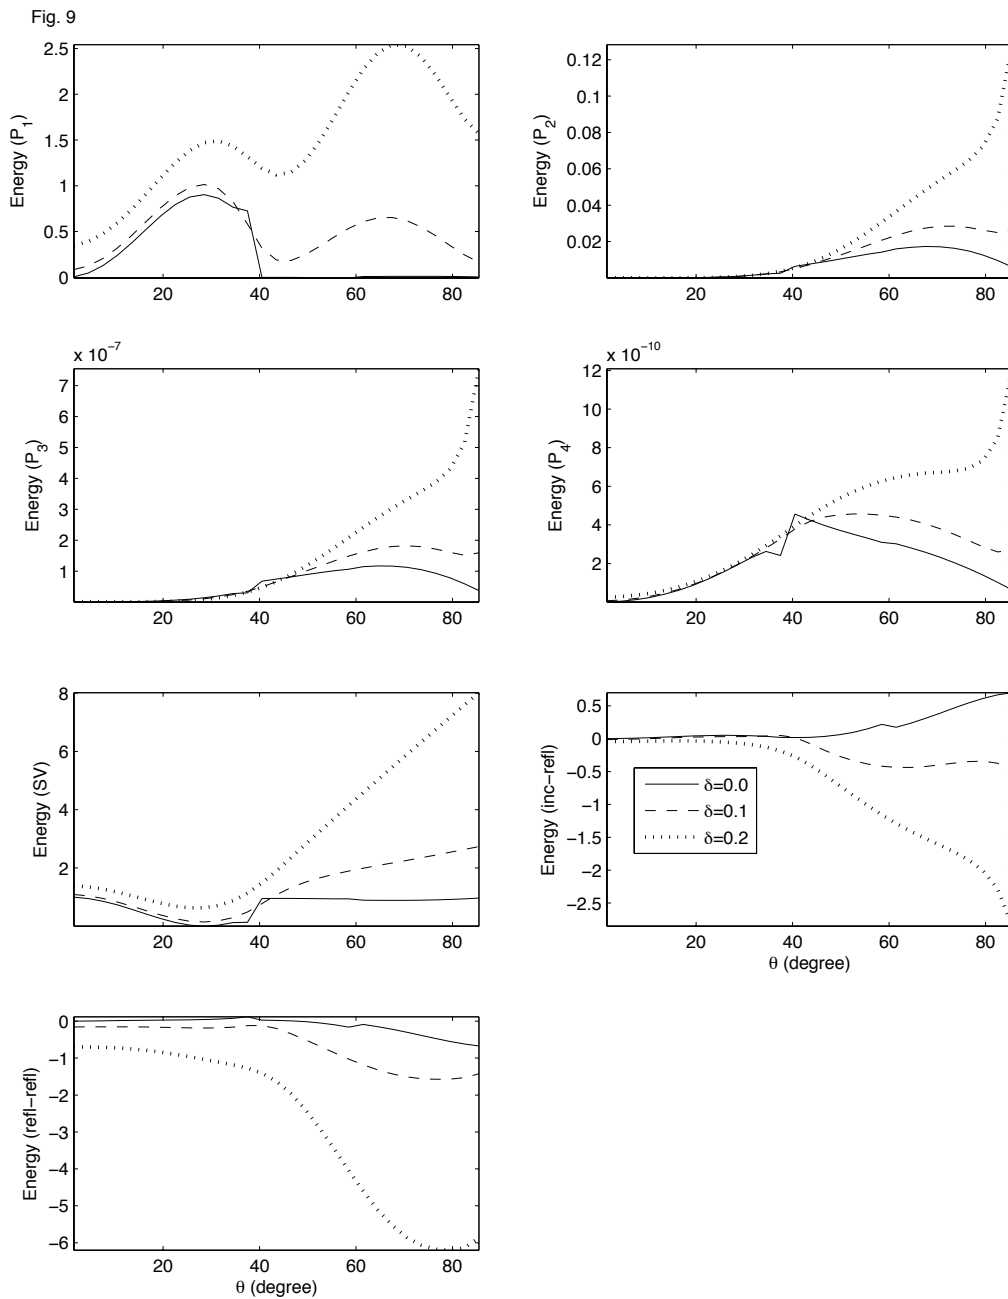 Fig. 9
2.5
2
1.5
1
0.5
0
20 40 60 80
Energy (P1)
0.12
0.1
0.08
0.06
0.04
0.02
20 40 60 80
Energy (P2)
x 10−7
7
6
5
4
3
2
1
20 40 60 80
Energy (P3)
x 10−10
12
10
8
6
4
2
20 40 60 80
Energy (P4)
8
6
4
2
20 40 60 80
Energy (SV)
0.5
0
−0.5
−1
−1.5
−2
−2.5
20 40 60 80
Energy (inc−refl)
θ (degree)
δ=0.0
δ=0.1
δ=0.2
0
−1
−2
−3
−4
−5
−6
20 40 60 80
Energy (refl−refl)
θ (degree)